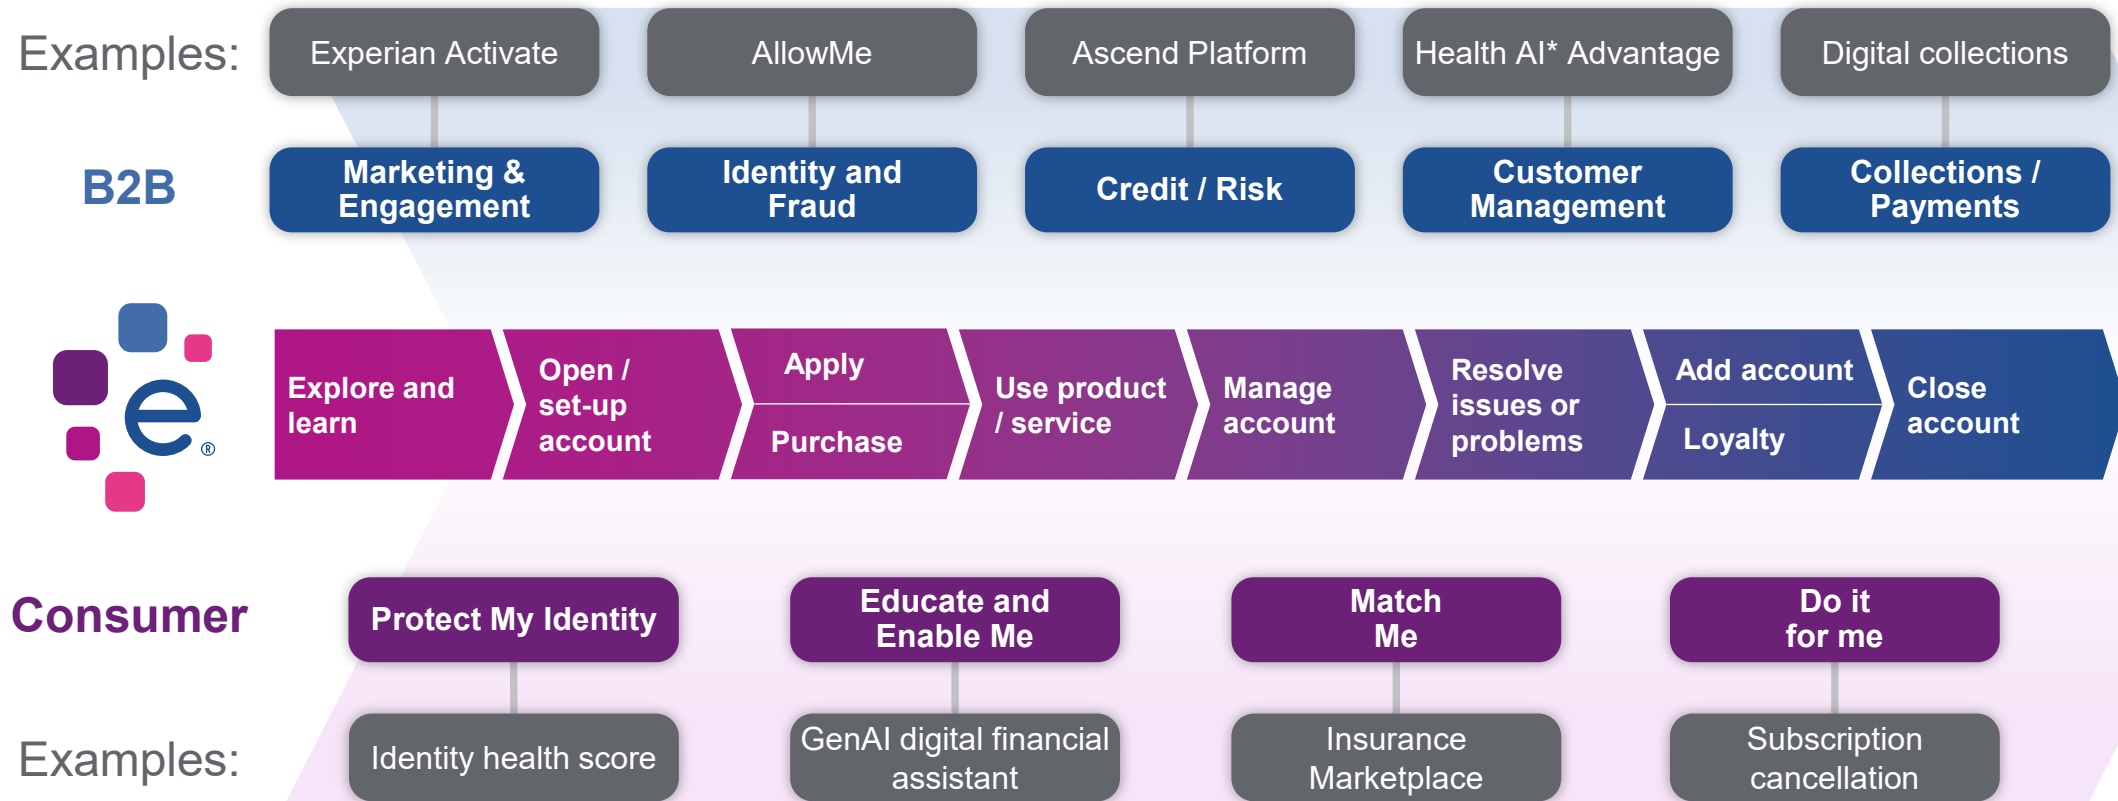 Examples:
Experian Activate
AllowMe
Ascend Platform
Health AI* Advantage
Digital collections
B2B
Marketing &
Engagement
Identity and
Fraud
Credit / Risk
Customer
Management
Collections /
Payments
e®
Explore and
learn
Open /
set-up
account
Apply
Purchase
Use product
/ service
Manage
account
Resolve
issues or
problems
Add account
Loyalty
Close
account
Consumer
Protect My Identity
Educate and
Enable Me
Match
Me
Do it
for me
Examples:
Identity health score
GenAI digital financial
assistant
Insurance
Marketplace
Subscription
cancellation